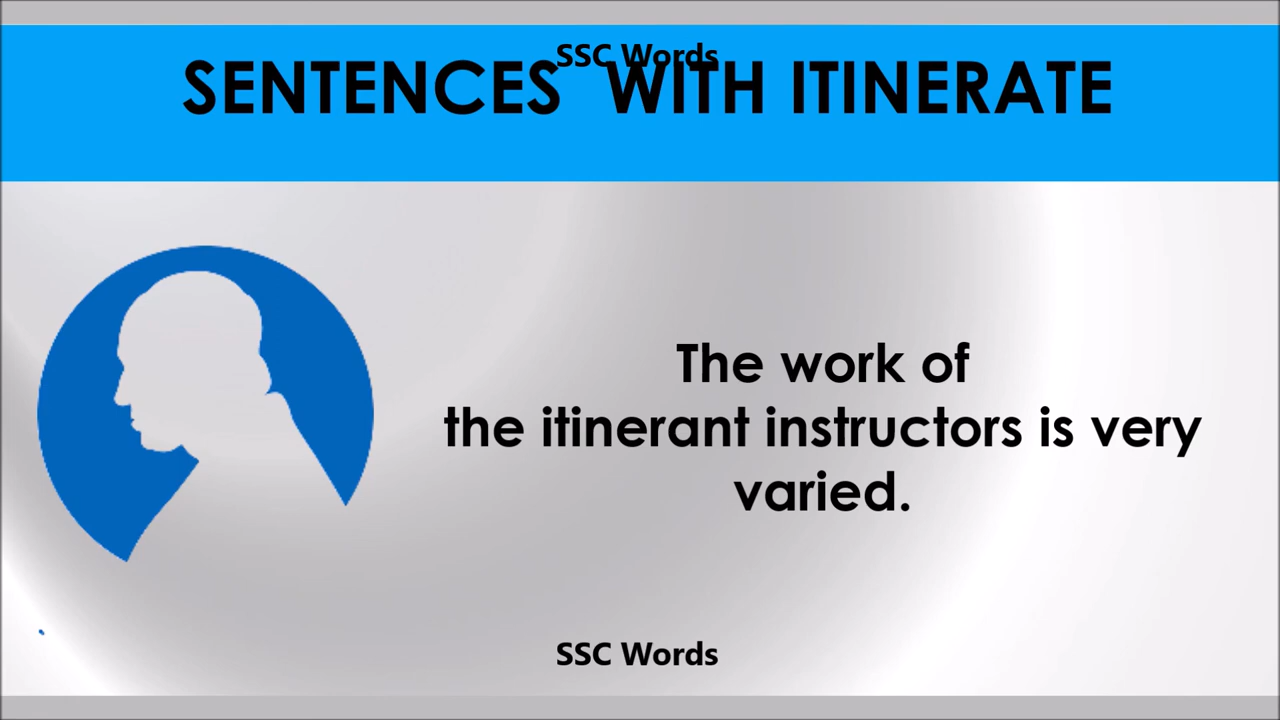 SSC Words
SENTENCES WITH ITINERATE
The work of
the itinerant instructors is very
varied.
SSC Words